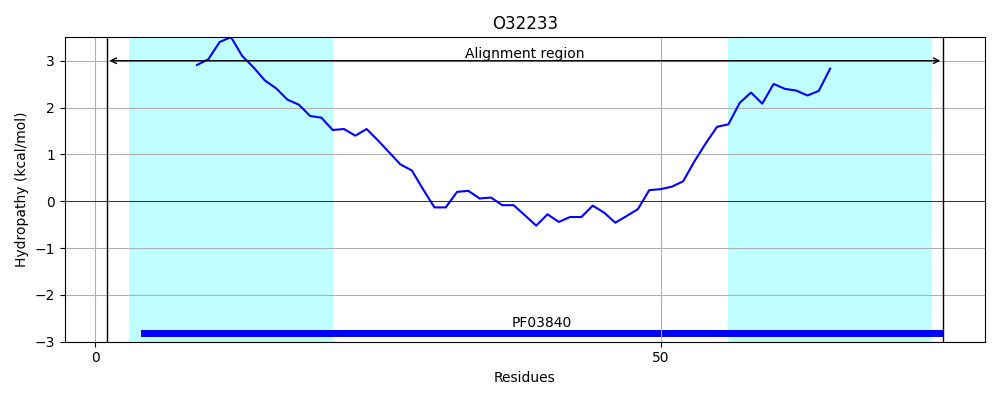 O32233
Alignment region
3
2
1
0
−1
−2
−3
Hydropathy (kcal/mol)
PF03840
0
50
Residues